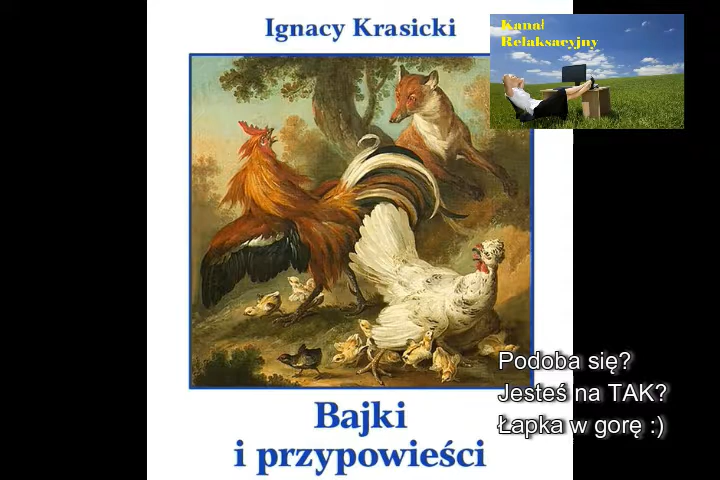 Ignacy Krasicki
Kanał
Relaksacyjny
Podoba się?
Jesteś na TAK?
Łapka w gorę :)
Bajki
i przypowieści